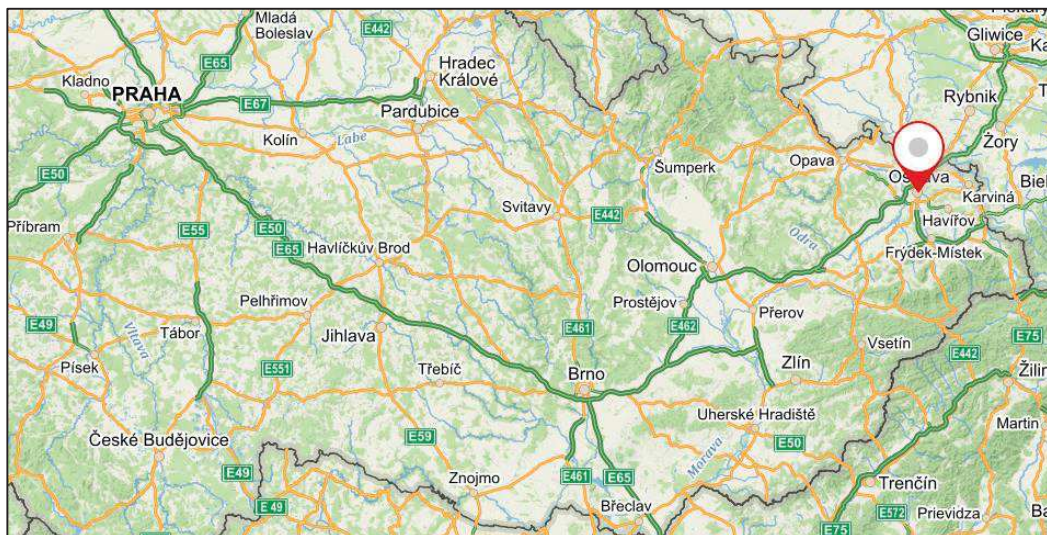 Mladá
Boleslav
E442
Gliwice
Kladno
E65
Hradec
Králové
PRAHA
E67
Rybnik
Pardubice
Kolín
Labe
Žory
Šumperk
Opava
E50
Ostrava
Karviná
Svitavy
E442
Havířov
Příbram
E55
E50
E65
Havlíčkův Brod
Odra
Frýdek-Místek
Olomouc
Pelhřimov
Prostějov
Přerov
E49
Vltava
Tábor
Jihlava
E461
E462
E75
Vsetín
E442
Písek
E551
Třebíč
Brno
Zlín
Uherské Hradiště
Martin
České Budějovice
E59
E50
Morava
E49
Znojmo
E461
E65
Trenčín
E 49
Břeclav
E75
E572
Prievidza